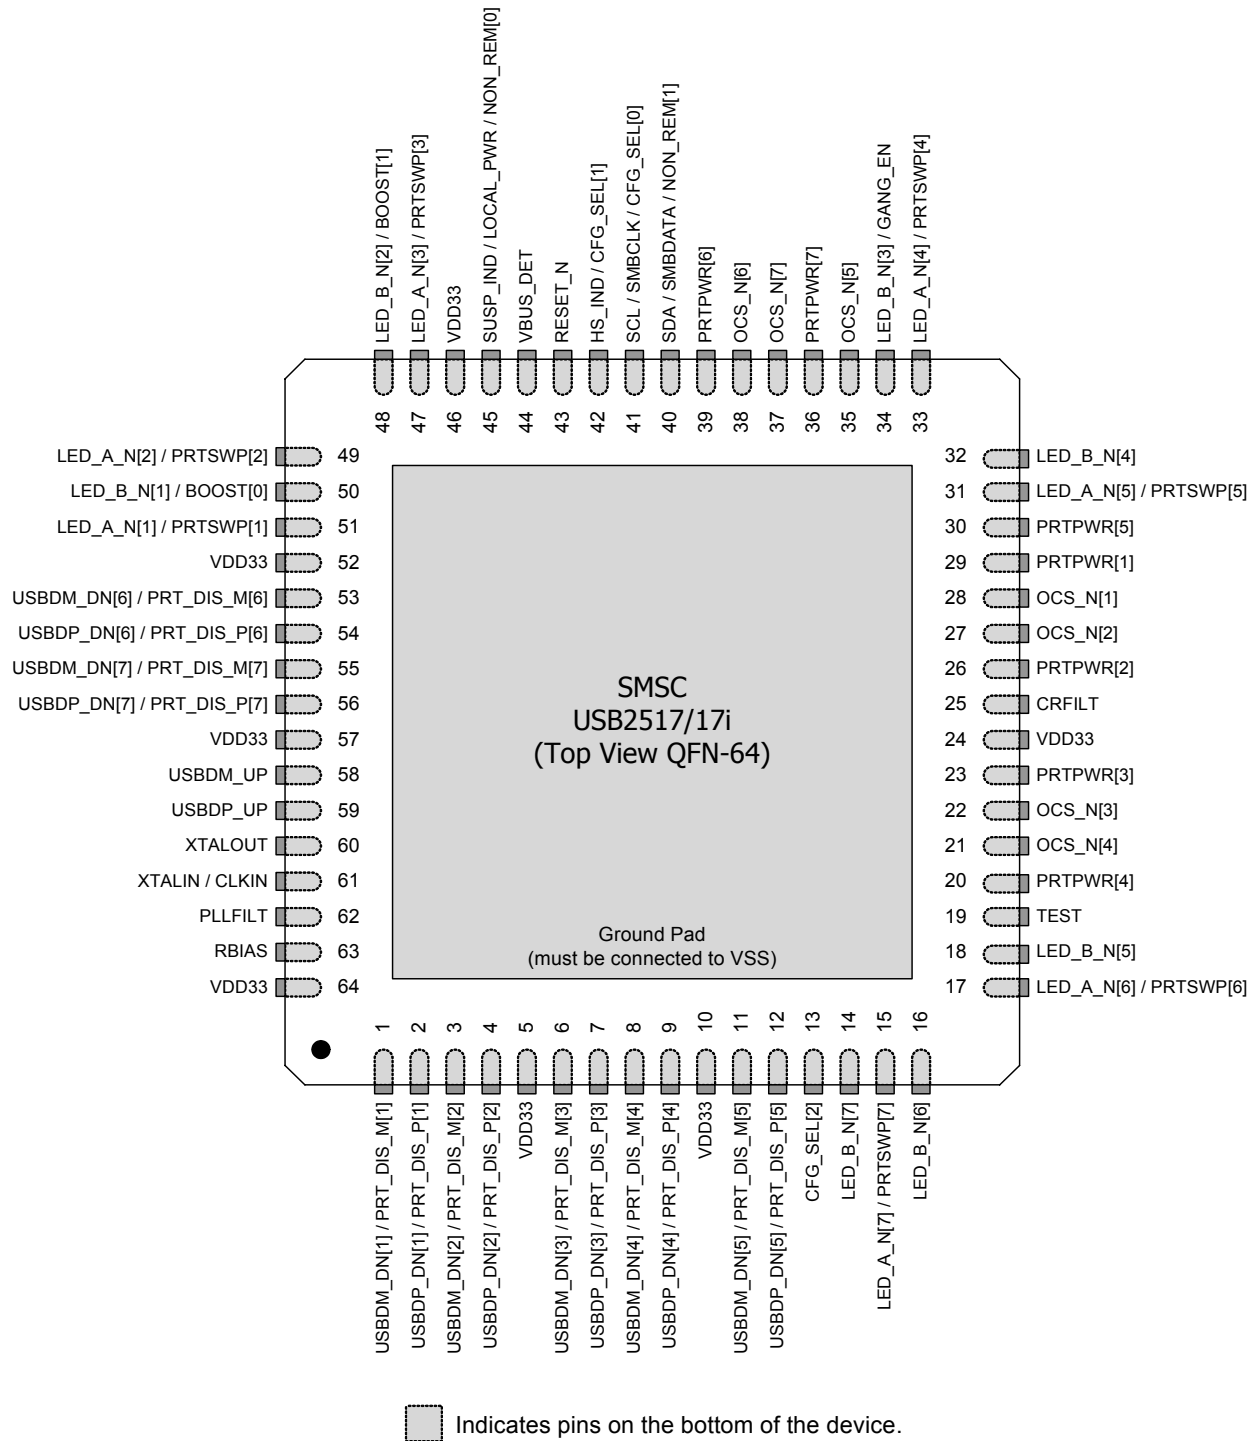 LED_B_N[2] / BOOST[1]
LED_A_N[3] / PRTSWP[3]
VDD33
SUSP_IND / LOCAL_PWR / NON_REM[0]
VBUS_DET
RESET_N
HS_IND / CFG_SEL[1]
SCL / SMBCLK / CFG_SEL[0]
SDA / SMBDATA / NON_REM[1]
PRTPWR[6]
OCS_N[6]
OCS_N[7]
PRTPWR[7]
OCS_N[5]
LED_B_N[3] / GANG_EN
LED_A_N[4] / PRTSWP[4]
48
47
46
45
44
43
42
41
40
39
38
37
36
35
34
33
LED_A_N[2] / PRTSWP[2] 49
LED_B_N[1] / BOOST[0] 50
LED_A_N[1] / PRTSWP[1] 51
VDD33 52
USBDM_DN[6] / PRT_DIS_M[6] 53
USBDP_DN[6] / PRT_DIS_P[6] 54
USBDM_DN[7] / PRT_DIS_M[7] 55
USBDP_DN[7] / PRT_DIS_P[7] 56
VDD33 57
USBDM_UP 58
USBDP_UP 59
XTALOUT 60
XTALIN / CLKIN 61
PLLFILT 62
RBIAS 63
VDD33 64
SMSC
USB2517/17i
(Top View QFN-64)
Ground Pad
(must be connected to VSS)
32 LED_B_N[4]
31 LED_A_N[5] / PRTSWP[5]
30 PRTPWR[5]
29 PRTPWR[1]
28 OCS_N[1]
27 OCS_N[2]
26 PRTPWR[2]
25 CRFILT
24 VDD33
23 PRTPWR[3]
22 OCS_N[3]
21 OCS_N[4]
20 PRTPWR[4]
19 TEST
18 LED_B_N[5]
17 LED_A_N[6] / PRTSWP[6]
1
2
3
4
5
6
7
8
9
10
11
12
13
14
15
16
USBDM_DN[1] / PRT_DIS_M[1]
USBDP_DN[1] / PRT_DIS_P[1]
USBDM_DN[2] / PRT_DIS_M[2]
USBDP_DN[2] / PRT_DIS_P[2]
VDD33
USBDM_DN[3] / PRT_DIS_M[3]
USBDP_DN[3] / PRT_DIS_P[3]
USBDM_DN[4] / PRT_DIS_M[4]
USBDP_DN[4] / PRT_DIS_P[4]
VDD33
USBDM_DN[5] / PRT_DIS_M[5]
USBDP_DN[5] / PRT_DIS_P[5]
CFG_SEL[2]
LED_B_N[7]
LED_A_N[7] / PRTSWP[7]
LED_B_N[6]
Indicates pins on the bottom of the device.